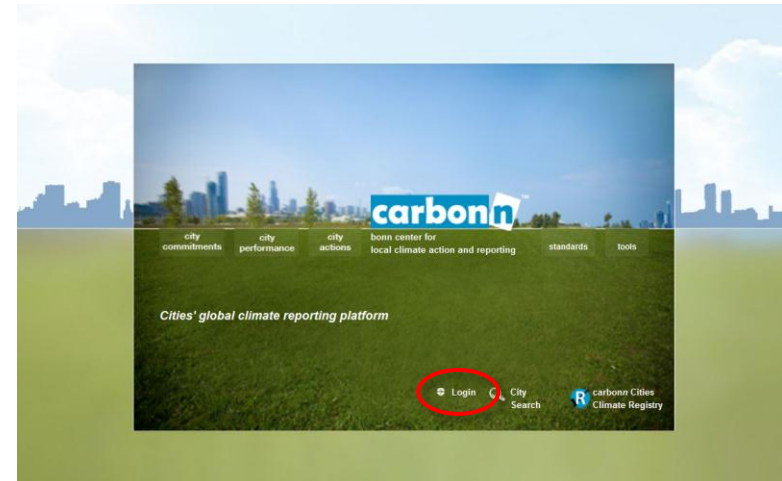 carbonn™
city commitments
city performance
city actions
bonn center for
local climate action and reporting
standards
tools
Cities' global climate reporting platform
Login
City
Search
R
carbonn Cities
Climate Registry